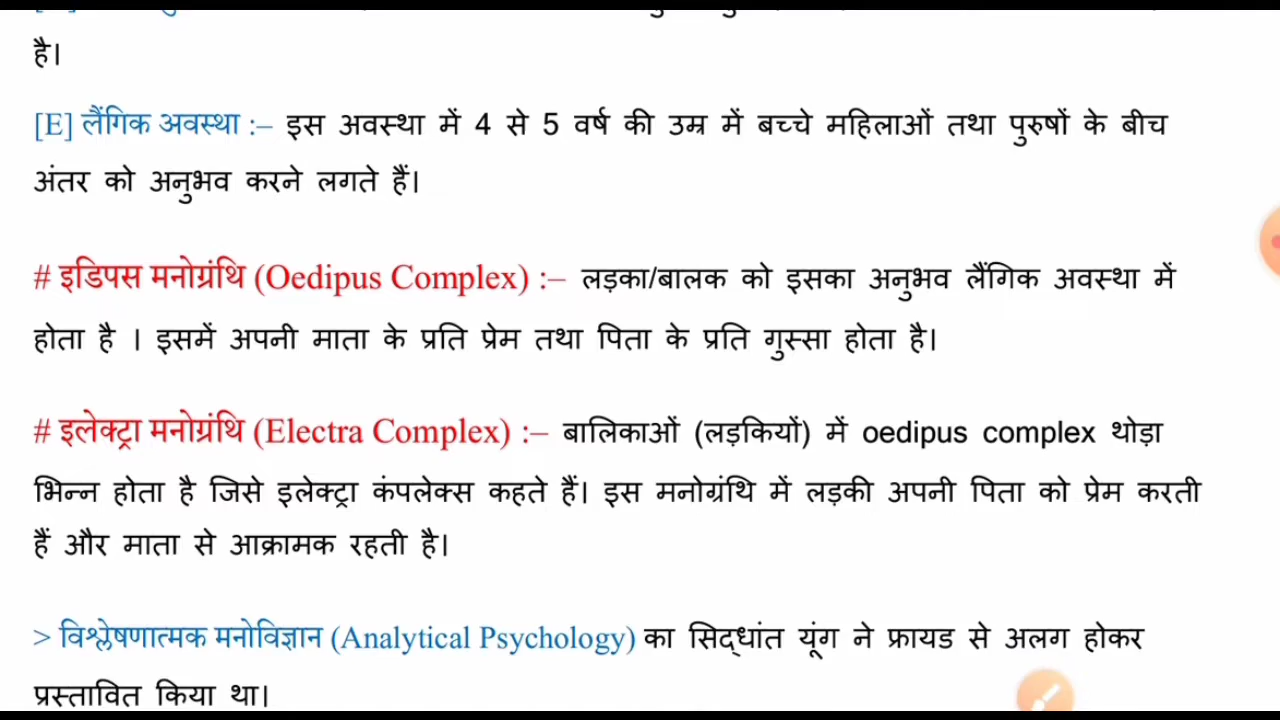 है।
[E] लैंगिक अवस्था :– इस अवस्था में 4 से 5 वर्ष की उम्र में बच्चे महिलाओं तथा पुरुषों के बीच
अंतर को अनुभव करने लगते हैं।
# इडिपस मनोग्रंथि (Oedipus Complex) :– लड़का/बालक को इसका अनुभव लैंगिक अवस्था में
होता है । इसमें अपनी माता के प्रति प्रेम तथा पिता के प्रति गुस्सा होता है।
# इलेक्ट्रा मनोग्रंथि (Electra Complex) :– बालिकाओं (लड़कियों) में oedipus complex थोड़ा
भिन्न होता है जिसे इलेक्ट्रा कंपलेक्स कहते हैं। इस मनोग्रंथि में लड़की अपनी पिता को प्रेम करती
हैं और माता से आक्रामक रहती है।
> विश्लेषणात्मक मनोविज्ञान (Analytical Psychology) का सिद्धांत यूंग ने फ्रायड से अलग होकर
प्रस्तावित किया था।